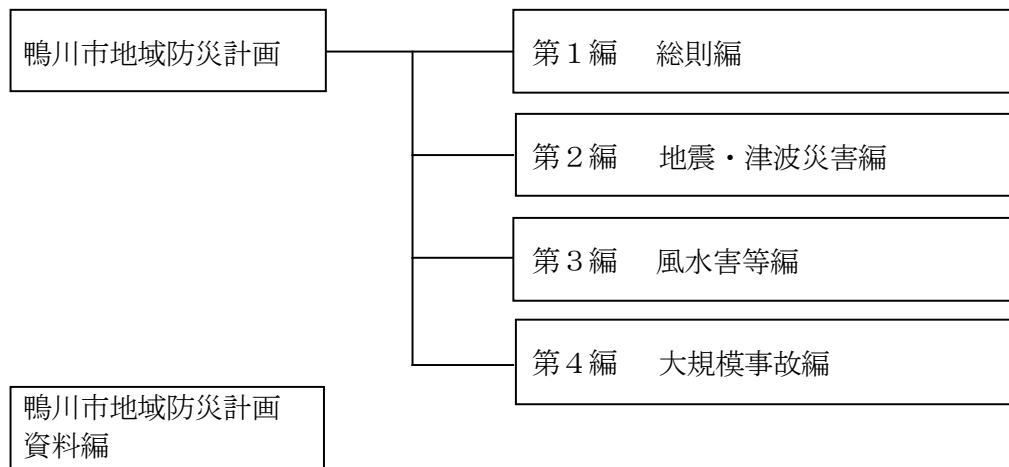 鴨川市地域防災計画
第１編　総則編
第２編　地震・津波災害編
第３編　風水害等編
第４編　大規模事故編
鴨川市地域防災計画
資料編